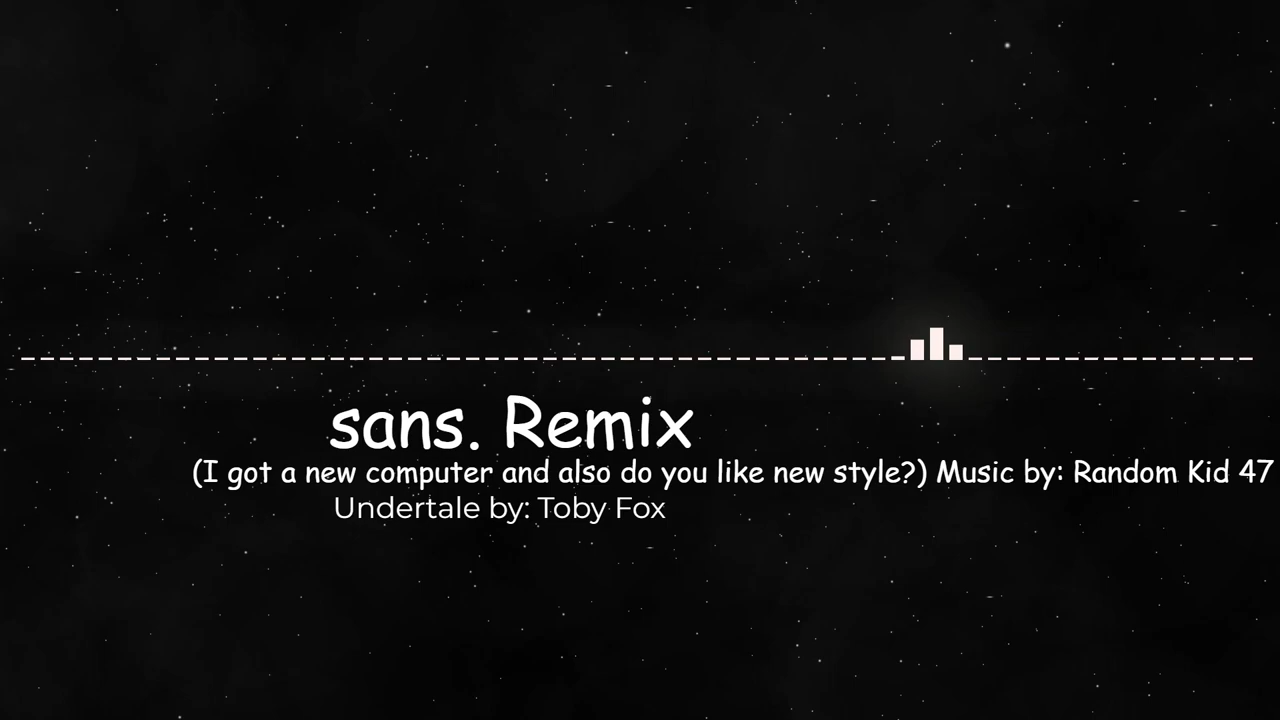 sans. Remix
(I got a new computer and also do you like new style?) Music by: Random Kid 47
Undertale by: Toby Fox